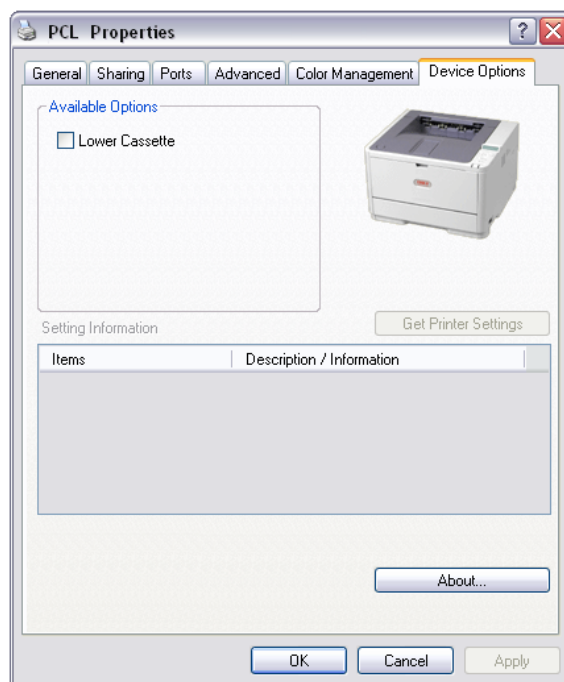 PCL Properties
General Sharing Ports Advanced Color Management Device Options
Available Options
Lower Cassette
OKI
Setting Information
Get Printer Settings
Items Description / Information
About...
OK Cancel Apply